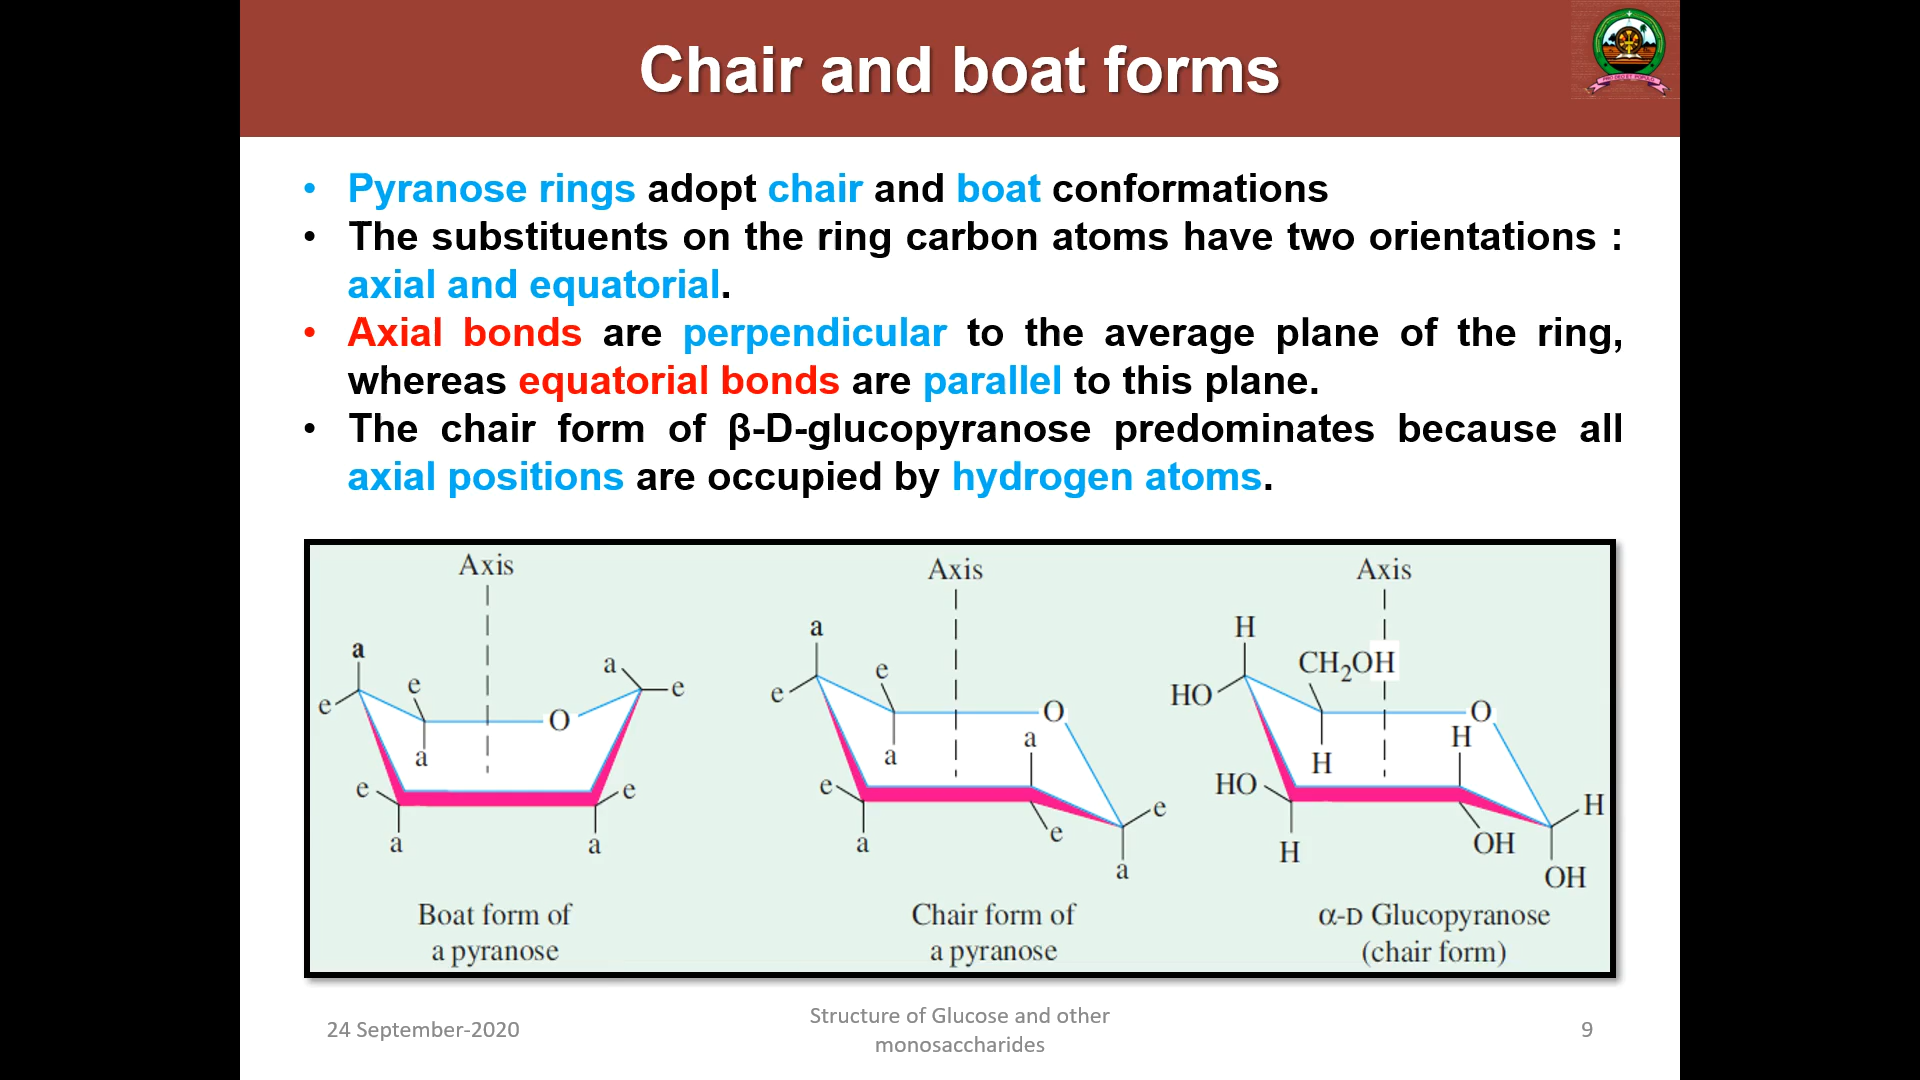 Chair and boat forms
• Pyranose rings adopt chair and boat conformations
• The substituents on the ring carbon atoms have two orientations :
axial and equatorial.
• Axial bonds are perpendicular to the average plane of the ring,
whereas equatorial bonds are parallel to this plane.
• The chair form of β-D-glucopyranose predominates because all
axial positions are occupied by hydrogen atoms.
Axis
a
e
e
a
a
e
O
e
a
e
a
Boat form of
a pyranose
Axis
a
e
e
a
O
a
e
a
e
e
a
Chair form of
a pyranose
Axis
H
CH₂OH
HO
O
H
H
HO
H
H
OH
OH
α-D Glucopyranose
(chair form)
24 September-2020
Structure of Glucose and other
monosaccharides
9